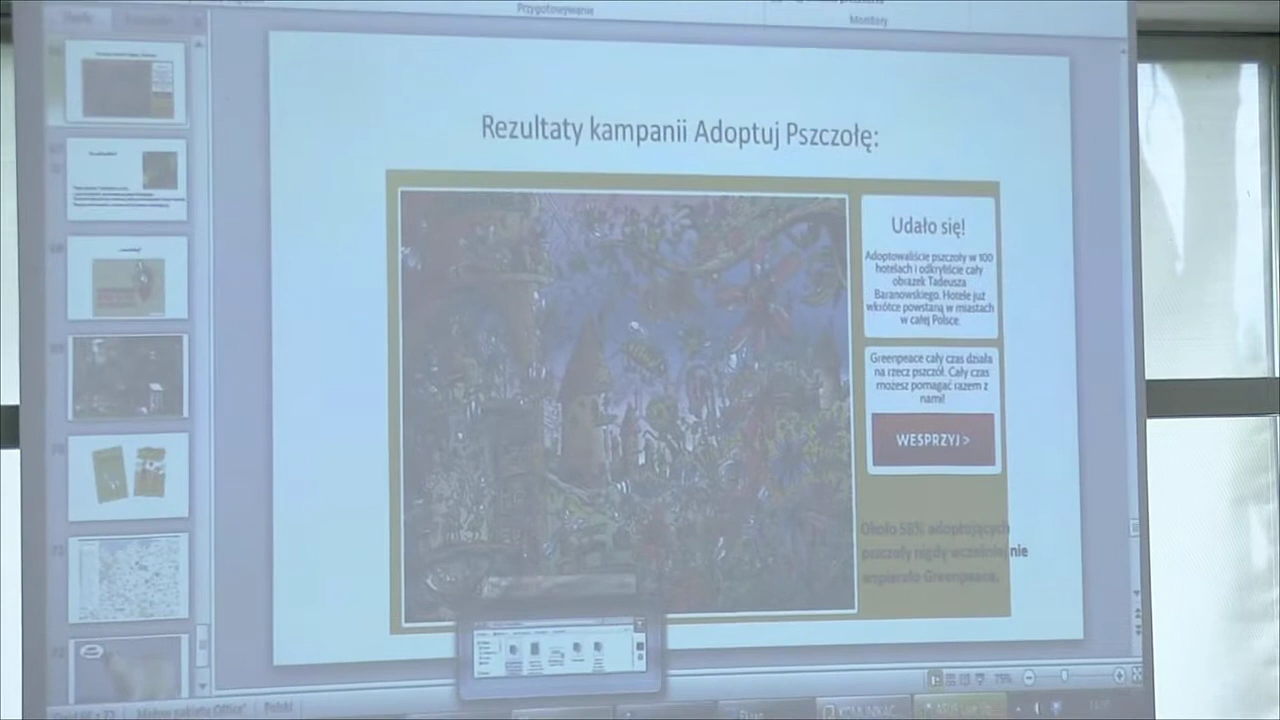 Przygotowywanie
Monitory
Rezultaty kampanii Adoptuj Pszczołę:
Udało się!
Adoptowaliście pszczoły w 100
hotelach i odkryliście cały
obrazek Tadeusza
Baranowskiego. Hotele już
wkrótce powstaną w miastach
w całej Polsce.
Greenpeace cały czas działa
na rzecz pszczół. Cały czas
możesz pomagać razem z
nami!
WESPRZYJ >
Około 58% adoptujących
pszczoły nigdy wcześniej nie
wspierało Greenpeace.
75%
Polski